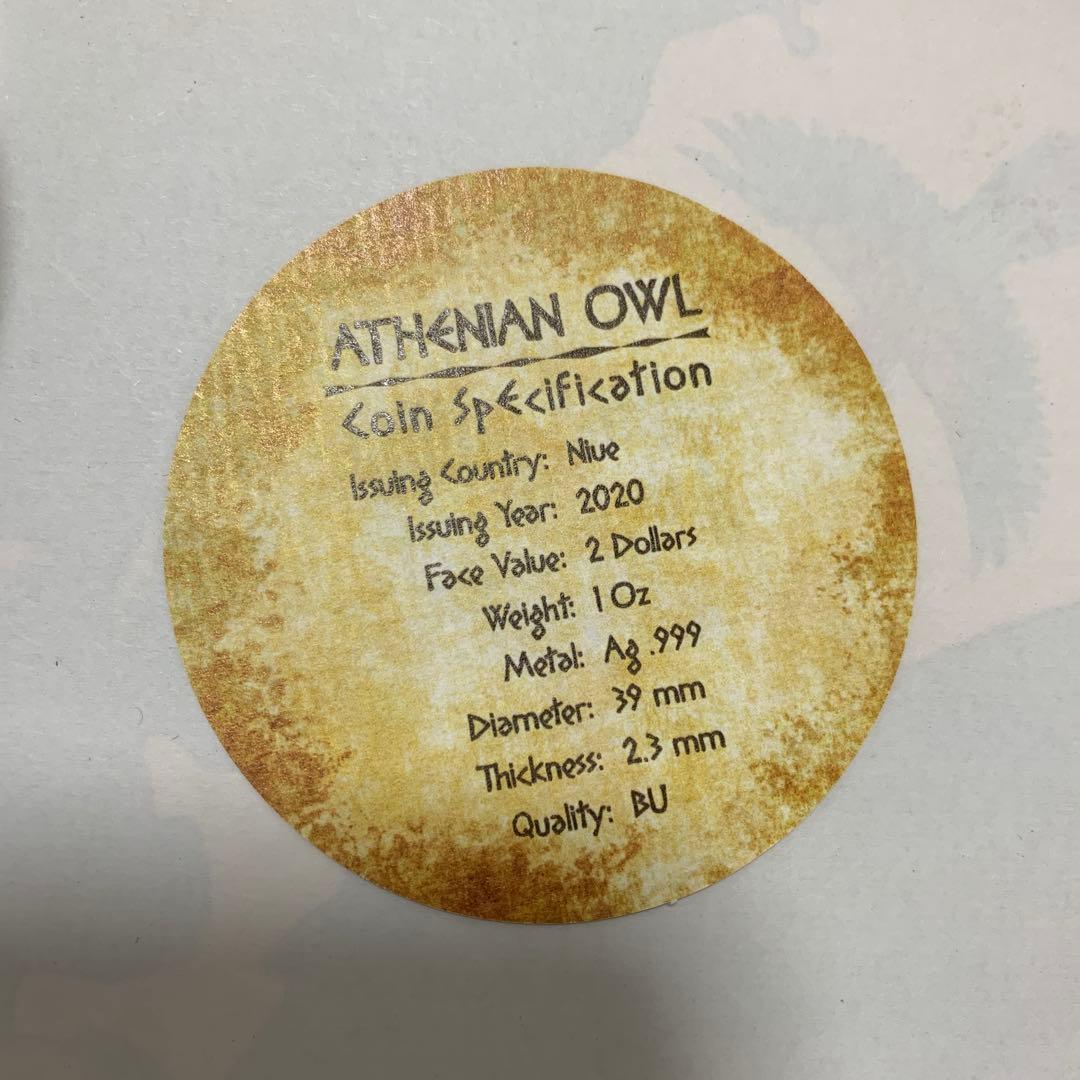 ATHENIAN OWL
Coin Specification
Issuing Country: Niue
Issuing Year: 2020
Face Value: 2 Dollars
Weight: 1 Oz
Metal: Ag .999
Diameter: 39 mm
Thickness: 2.3 mm
Quality: BU